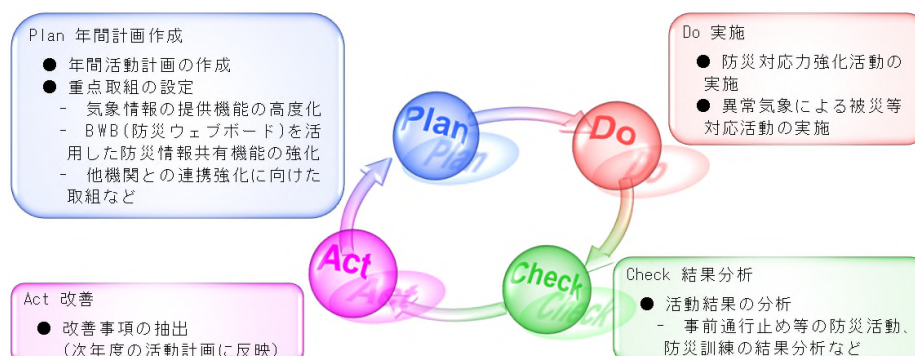 Plan 年間計画作成
● 年間活動計画の作成
● 重点取組の設定
- 気象情報の提供機能の高度化
- BWB(防災ウェブボード)を活
用した防災情報共有機能の強化
- 他機関との連携強化に向けた
取組など
Do 実施
● 防災対応力強化活動の
実施
● 異常気象による被災等
対応活動の実施
Plan
Plan
Do
Do
Act
Act
Check
Check
Check 結果分析
● 活動結果の分析
- 事前通行止め等の防災活動、
防災訓練の結果分析など
Act 改善
● 改善事項の抽出
(次年度の活動計画に反映)